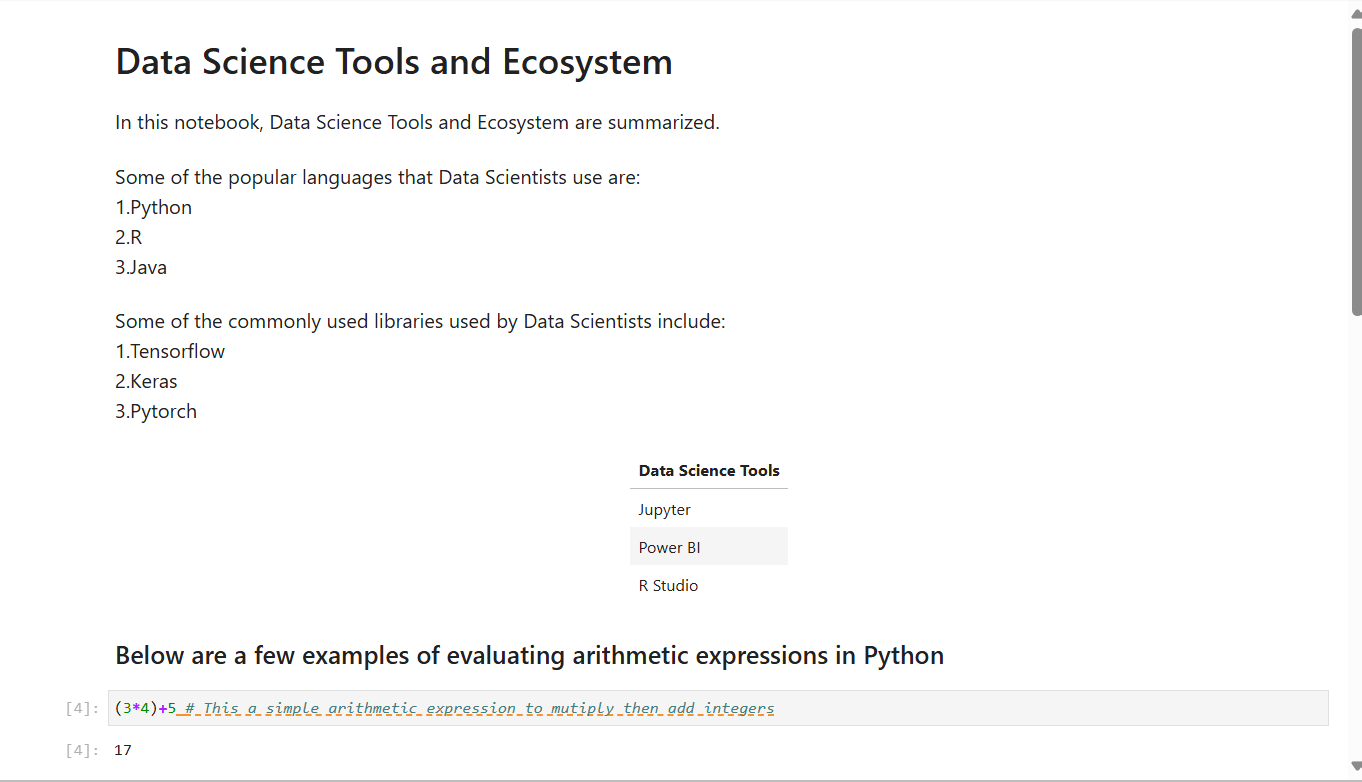 Data Science Tools and Ecosystem
In this notebook, Data Science Tools and Ecosystem are summarized.
Some of the popular languages that Data Scientists use are:
1.Python
2.R
3.Java
Some of the commonly used libraries used by Data Scientists include:
1.Tensorflow
2.Keras
3.Pytorch
Data Science Tools
Jupyter
Power BI
R Studio
Below are a few examples of evaluating arithmetic expressions in Python
[4]: (3*4)+5 # This a simple arithmetic expression to mutiply then add integers
[4]: 17